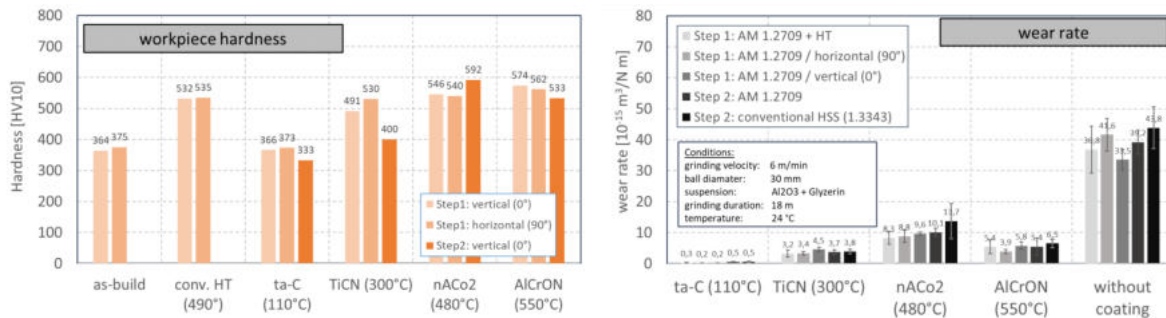 workpiece hardness
Hardness [HV10]
800
700
600
500
400
300
200
100
0
364
375
532
535
366
373
333
491
530
400
546
540
592
574
562
533
Step1: vertical (0°)
Step1: horizontal (90°)
Step2: vertical (0°)
as-build
conv. HT
(490°)
ta-C
(110°C)
TiCN (300°C)
nACo2
(480°C)
AlCrON
(550°C)
wear rate
wear rate [10⁻¹⁵ m³/N m]
80
70
60
50
40
30
20
10
0
Step 1: AM 1.2709 + HT
Step 1: AM 1.2709 / horizontal (90°)
Step 1: AM 1.2709 / vertical (0°)
Step 2: AM 1.2709
Step 2: conventional HSS (1.3343)
Conditions:
grinding velocity: 6 m/min
ball diamater: 30 mm
suspension: Al2O3 + Glyzerin
grinding duration: 18 m
temperature: 24 °C
0,3
0,2
0,2
0,5
0,5
3,2
3,4
4,5
3,7
3,8
8,3
8,8
9,6
10,1
5,4
3,9
5,8
5,4
6,5
41,6
39,2
43,8
ta-C (110°C)
TiCN (300°C)
nACo2
(480°C)
AlCrON
(550°C)
without
coating